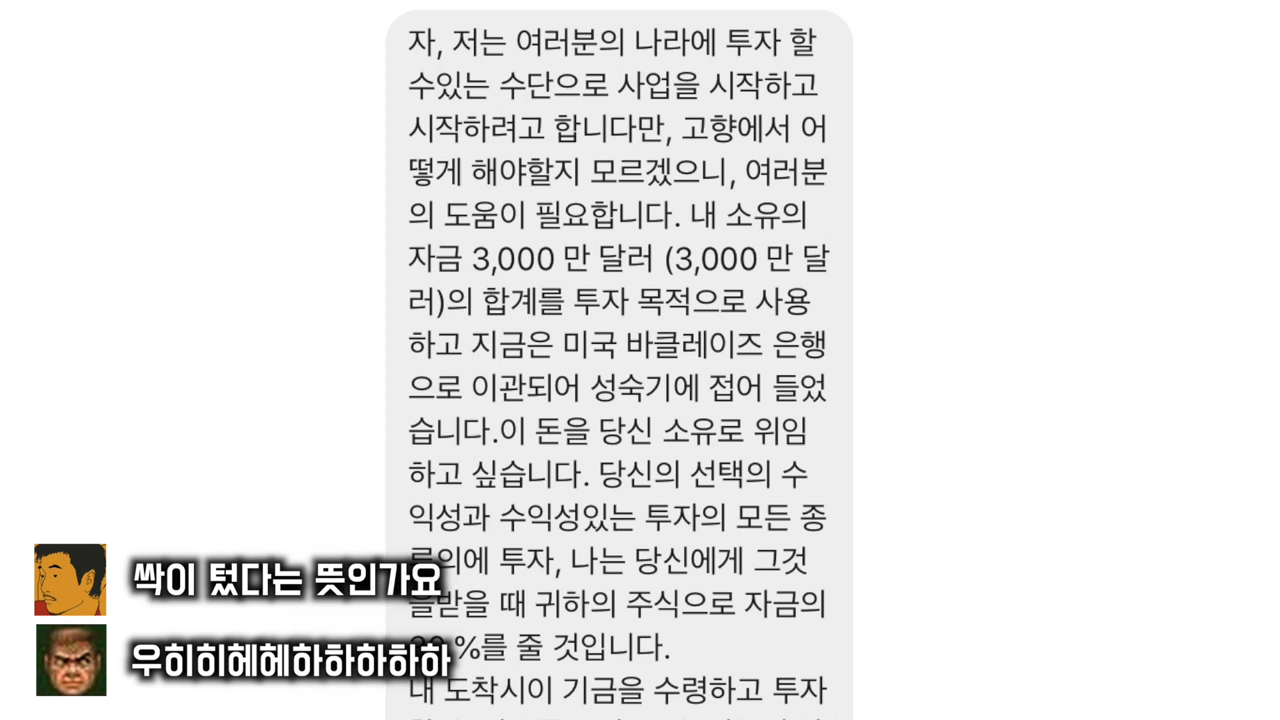 자, 저는 여러분의 나라에 투자 할
수있는 수단으로 사업을 시작하고
시작하려고 합니다만, 고향에서 어
떻게 해야할지 모르겠으니, 여러분
의 도움이 필요합니다. 내 소유의
자금 3,000 만 달러 (3,000 만 달
러)의 합계를 투자 목적으로 사용
하고 지금은 미국 바클레이즈 은행
으로 이관되어 성숙기에 접어 들었
습니다.이 돈을 당신 소유로 위임
하고 싶습니다. 당신의 선택의 수
익성과 수익성있는 투자의 모든 종
류의에 투자, 나는 당신에게 그것
을받을 때 귀하의 주식으로 자금의
%를 줄 것입니다.
내 도착시이 기금을 수령하고 투자
싹이 텄다는 뜻인가요
우히히헤헤하하하하하